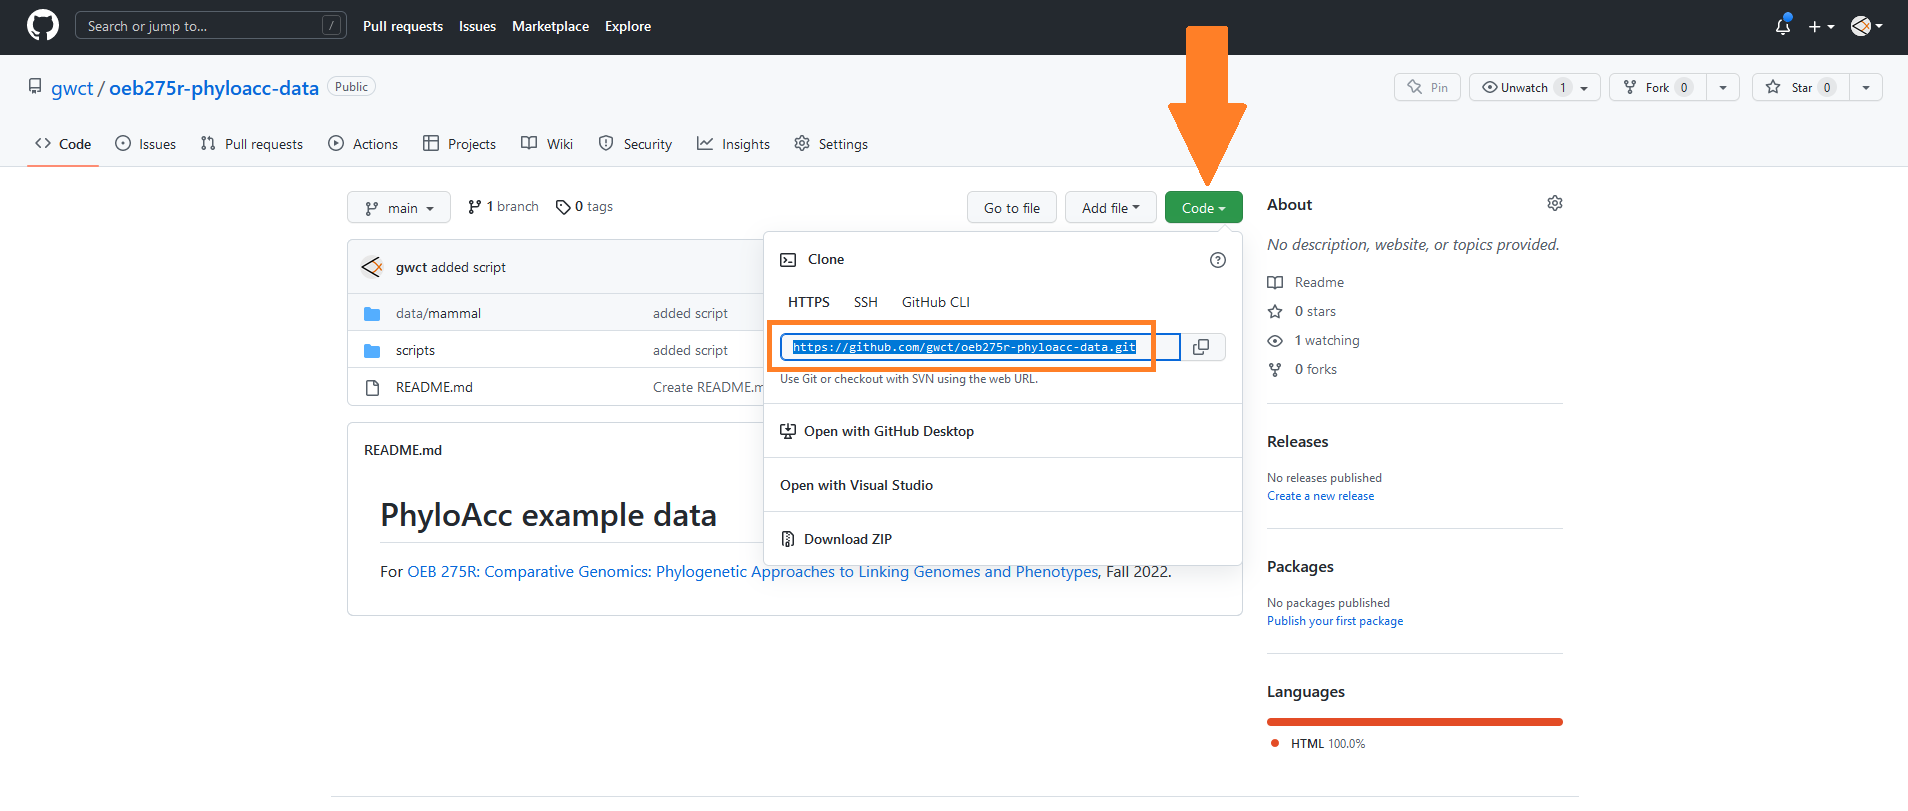 Search or jump to... /
Pull requests Issues Marketplace Explore
gwct / oeb275r-phyloacc-data Public
Pin Unwatch 1 Fork 0 Star 0
Code Issues Pull requests Actions Projects Wiki Security Insights Settings
main 1 branch 0 tags Go to file Add file Code
gwct added script
data/mammal added script
scripts added script
README.md Create README.m
Clone
HTTPS SSH GitHub CLI
https://github.com/gwct/oeb275r-phyloacc-data.git
Use Git or checkout with SVN using the web URL.
Open with GitHub Desktop
Open with Visual Studio
Download ZIP
README.md
PhyloAcc example data
For OEB 275R: Comparative Genomics: Phylogenetic Approaches to Linking Genomes and Phenotypes, Fall 2022.
About
No description, website, or topics provided.
Readme
0 stars
1 watching
0 forks
Releases
No releases published
Create a new release
Packages
No packages published
Publish your first package
Languages
HTML 100.0%